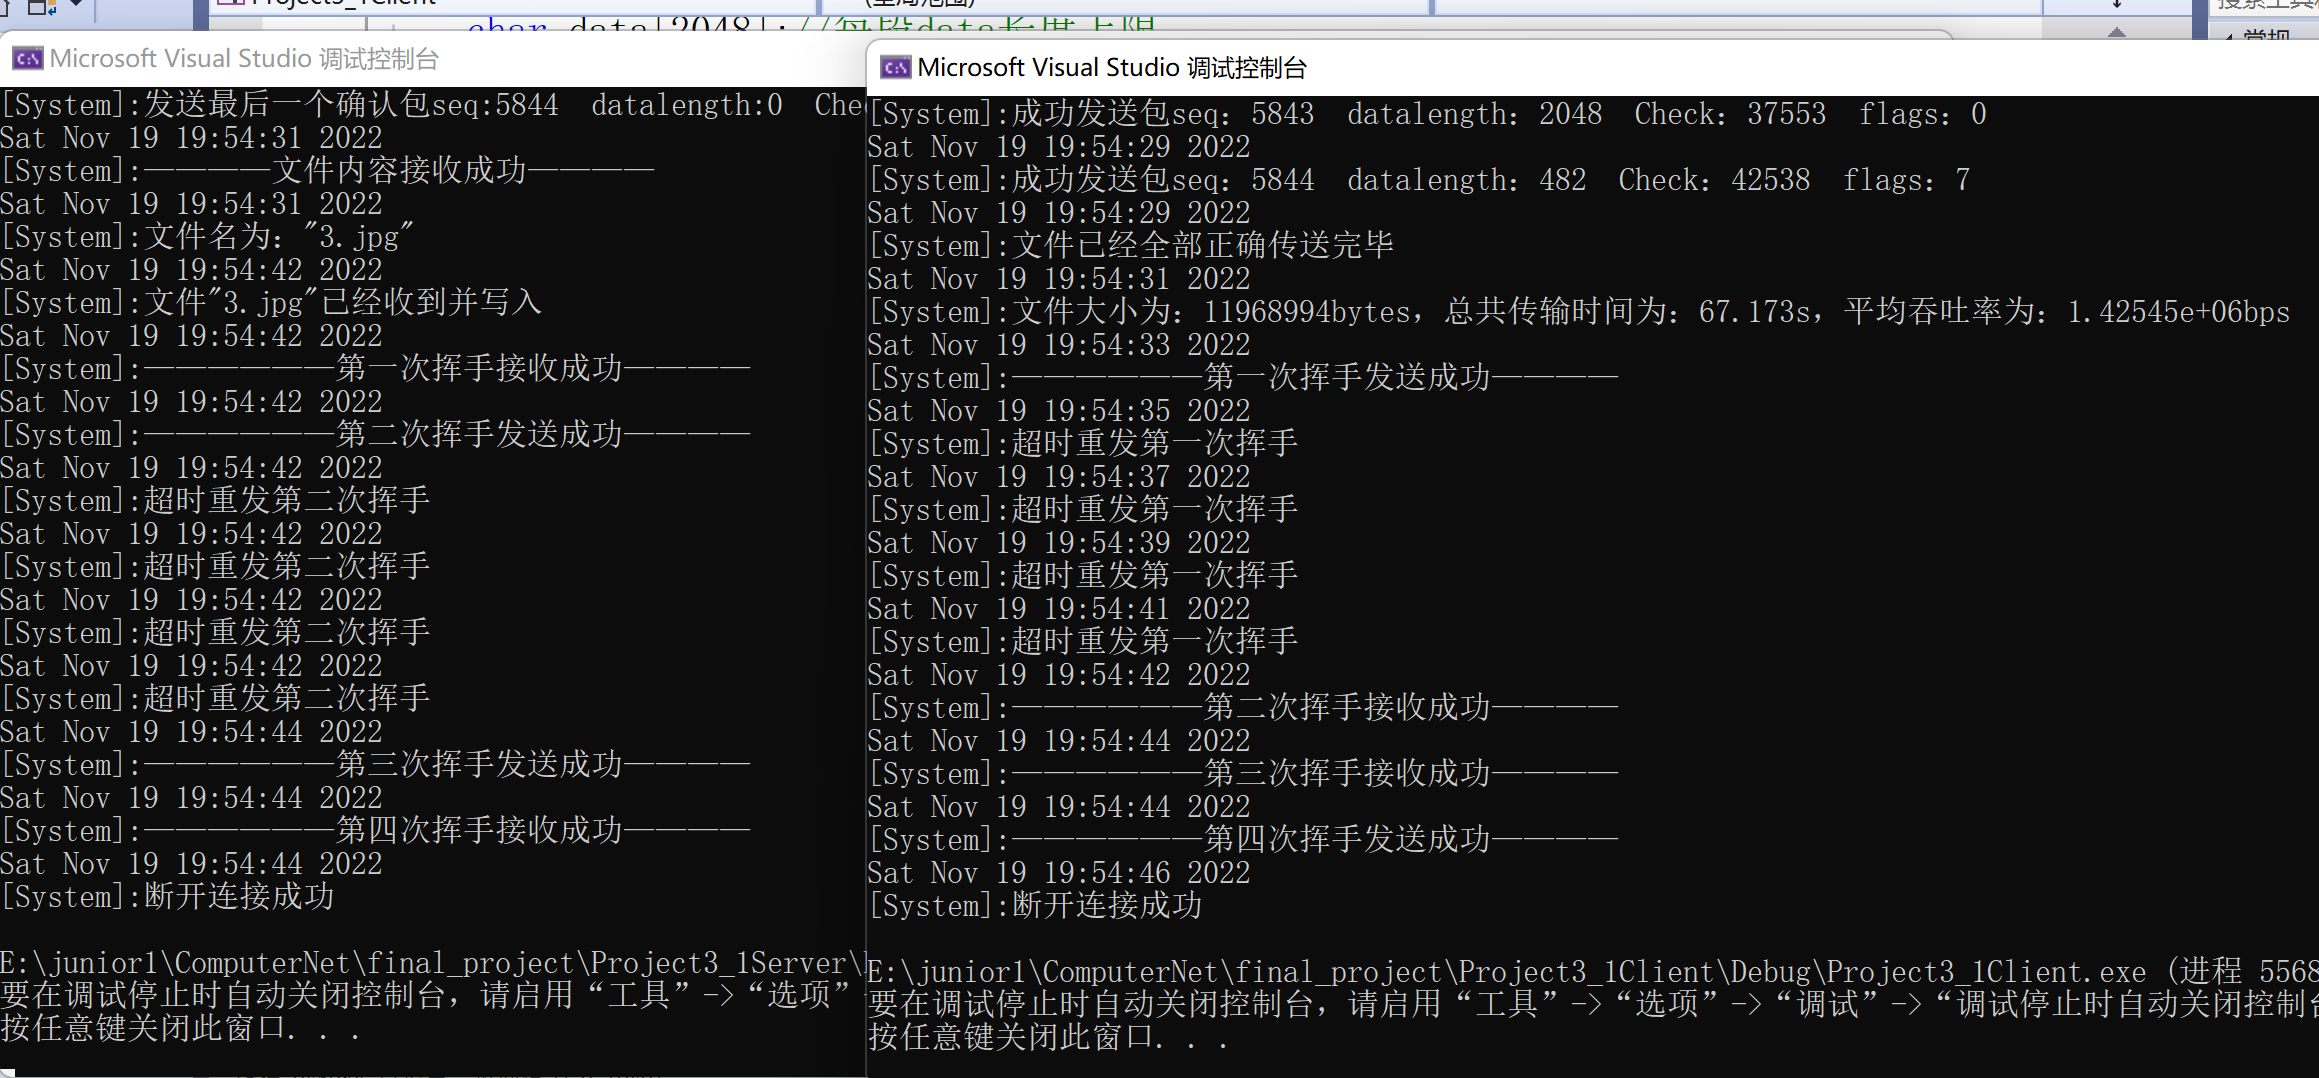 char data[2048];//每段data长度上限
Microsoft Visual Studio 调试控制台
[System]:发送最后一个确认包seq:5844  datalength:0  Che
Sat Nov 19 19:54:31 2022
[System]:————文件内容接收成功————
Sat Nov 19 19:54:31 2022
[System]:文件名为："3.jpg"
Sat Nov 19 19:54:42 2022
[System]:文件"3.jpg"已经收到并写入
Sat Nov 19 19:54:42 2022
[System]:——————第一次挥手接收成功————
Sat Nov 19 19:54:42 2022
[System]:——————第二次挥手发送成功————
Sat Nov 19 19:54:42 2022
[System]:超时重发第二次挥手
Sat Nov 19 19:54:42 2022
[System]:超时重发第二次挥手
Sat Nov 19 19:54:42 2022
[System]:超时重发第二次挥手
Sat Nov 19 19:54:42 2022
[System]:超时重发第二次挥手
Sat Nov 19 19:54:44 2022
[System]:——————第三次挥手发送成功————
Sat Nov 19 19:54:44 2022
[System]:——————第四次挥手接收成功————
Sat Nov 19 19:54:44 2022
[System]:断开连接成功
E:\junior1\ComputerNet\final_project\Project3_1Server\
要在调试停止时自动关闭控制台，请启用“工具”->“选项”
按任意键关闭此窗口. . .
Microsoft Visual Studio 调试控制台
[System]:成功发送包seq：5843  datalength：2048  Check：37553  flags：0
Sat Nov 19 19:54:29 2022
[System]:成功发送包seq：5844  datalength：482  Check：42538  flags：7
Sat Nov 19 19:54:29 2022
[System]:文件已经全部正确传送完毕
Sat Nov 19 19:54:31 2022
[System]:文件大小为：11968994bytes，总共传输时间为：67.173s，平均吞吐率为：1.42545e+06bps
Sat Nov 19 19:54:33 2022
[System]:——————第一次挥手发送成功————
Sat Nov 19 19:54:35 2022
[System]:超时重发第一次挥手
Sat Nov 19 19:54:37 2022
[System]:超时重发第一次挥手
Sat Nov 19 19:54:39 2022
[System]:超时重发第一次挥手
Sat Nov 19 19:54:41 2022
[System]:超时重发第一次挥手
Sat Nov 19 19:54:42 2022
[System]:——————第二次挥手接收成功————
Sat Nov 19 19:54:44 2022
[System]:——————第三次挥手接收成功————
Sat Nov 19 19:54:44 2022
[System]:——————第四次挥手发送成功————
Sat Nov 19 19:54:46 2022
[System]:断开连接成功
E:\junior1\ComputerNet\final_project\Project3_1Client\Debug\Project3_1Client.exe (进程 5568
要在调试停止时自动关闭控制台，请启用“工具”->“选项”->“调试”->“调试停止时自动关闭控制台
按任意键关闭此窗口. . .